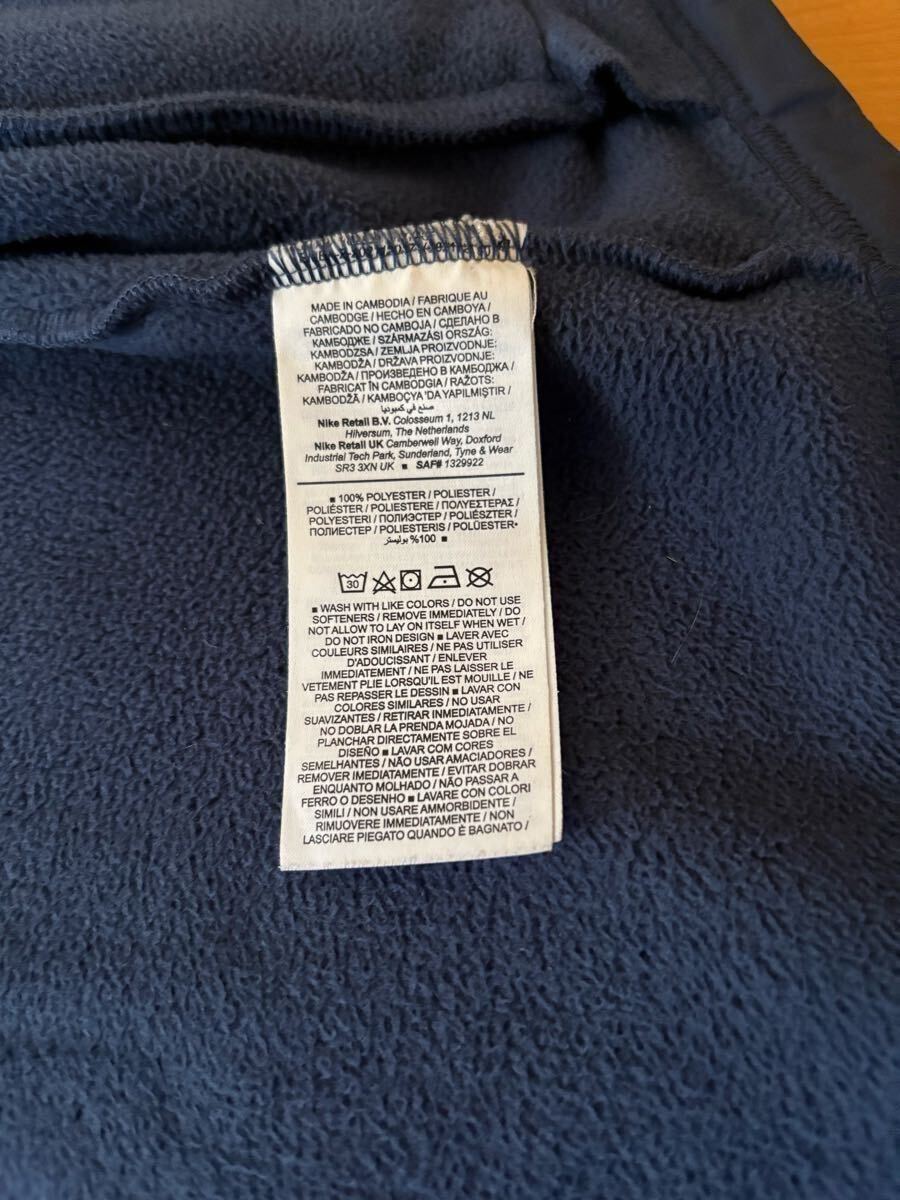 MADE IN CAMBODIA / FABRIQUE AU
CAMBODGE / HECHO EN CAMBOYA /
FABRICADO NO CAMBOJA / СДЕЛАНО В
КАМБОДЖЕ / SZÁRMAZÁSI ORSZÁG:
KAMBODZSA / ZEMLJA PROIZVODNJE:
KAMBODŽA / DRŽAVA PROIZVODNJE:
KAMBODŽA / ПРОИЗВЕДЕНО В КАМБОДЖА /
FABRICAT ÎN CAMBODGIA / RAŽOTS:
KAMBODŽĀ / KAMBOÇYA 'DA YAPILMIŞTIR /
صنع في كمبوديا
Nike Retail B.V. Colosseum 1, 1213 NL
Hilversum, The Netherlands
Nike Retail UK Camberwell Way, Doxford
Industrial Tech Park, Sunderland, Tyne & Wear
SR3 3XN UK ■ SAF# 1329922
■ 100% POLYESTER / POLIESTER /
POLIÉSTER / POLIESTERE / ΠΟΛΥΕΣΤΕΡΑΣ /
POLYESTERI / ПОЛИЭСТЕР / POLIÉSZTER /
ПОЛИЕСТЕР / POLIESTERIS / POLÜESTER•
■ 100% بوليستر
30
■ WASH WITH LIKE COLORS / DO NOT USE
SOFTENERS / REMOVE IMMEDIATELY / DO
NOT ALLOW TO LAY ON ITSELF WHEN WET /
DO NOT IRON DESIGN ■ LAVER AVEC
COULEURS SIMILAIRES / NE PAS UTILISER
D'ADOUCISSANT / ENLEVER
IMMEDIATEMENT / NE PAS LAISSER LE
VETEMENT PLIE LORSQU'IL EST MOUILLE / NE
PAS REPASSER LE DESSIN ■ LAVAR CON
COLORES SIMILARES / NO USAR
SUAVIZANTES / RETIRAR INMEDIATAMENTE /
NO DOBLAR LA PRENDA MOJADA / NO
PLANCHAR DIRECTAMENTE SOBRE EL
DISEÑO ■ LAVAR COM CORES
SEMELHANTES / NÃO USAR AMACIADORES /
REMOVER IMEDIATAMENTE / EVITAR DOBRAR
ENQUANTO MOLHADO / NÃO PASSAR A
FERRO O DESENHO ■ LAVARE CON COLORI
SIMILI / NON USARE AMMORBIDENTE /
RIMUOVERE IMMEDIATAMENTE / NON
LASCIARE PIEGATO QUANDO È BAGNATO /